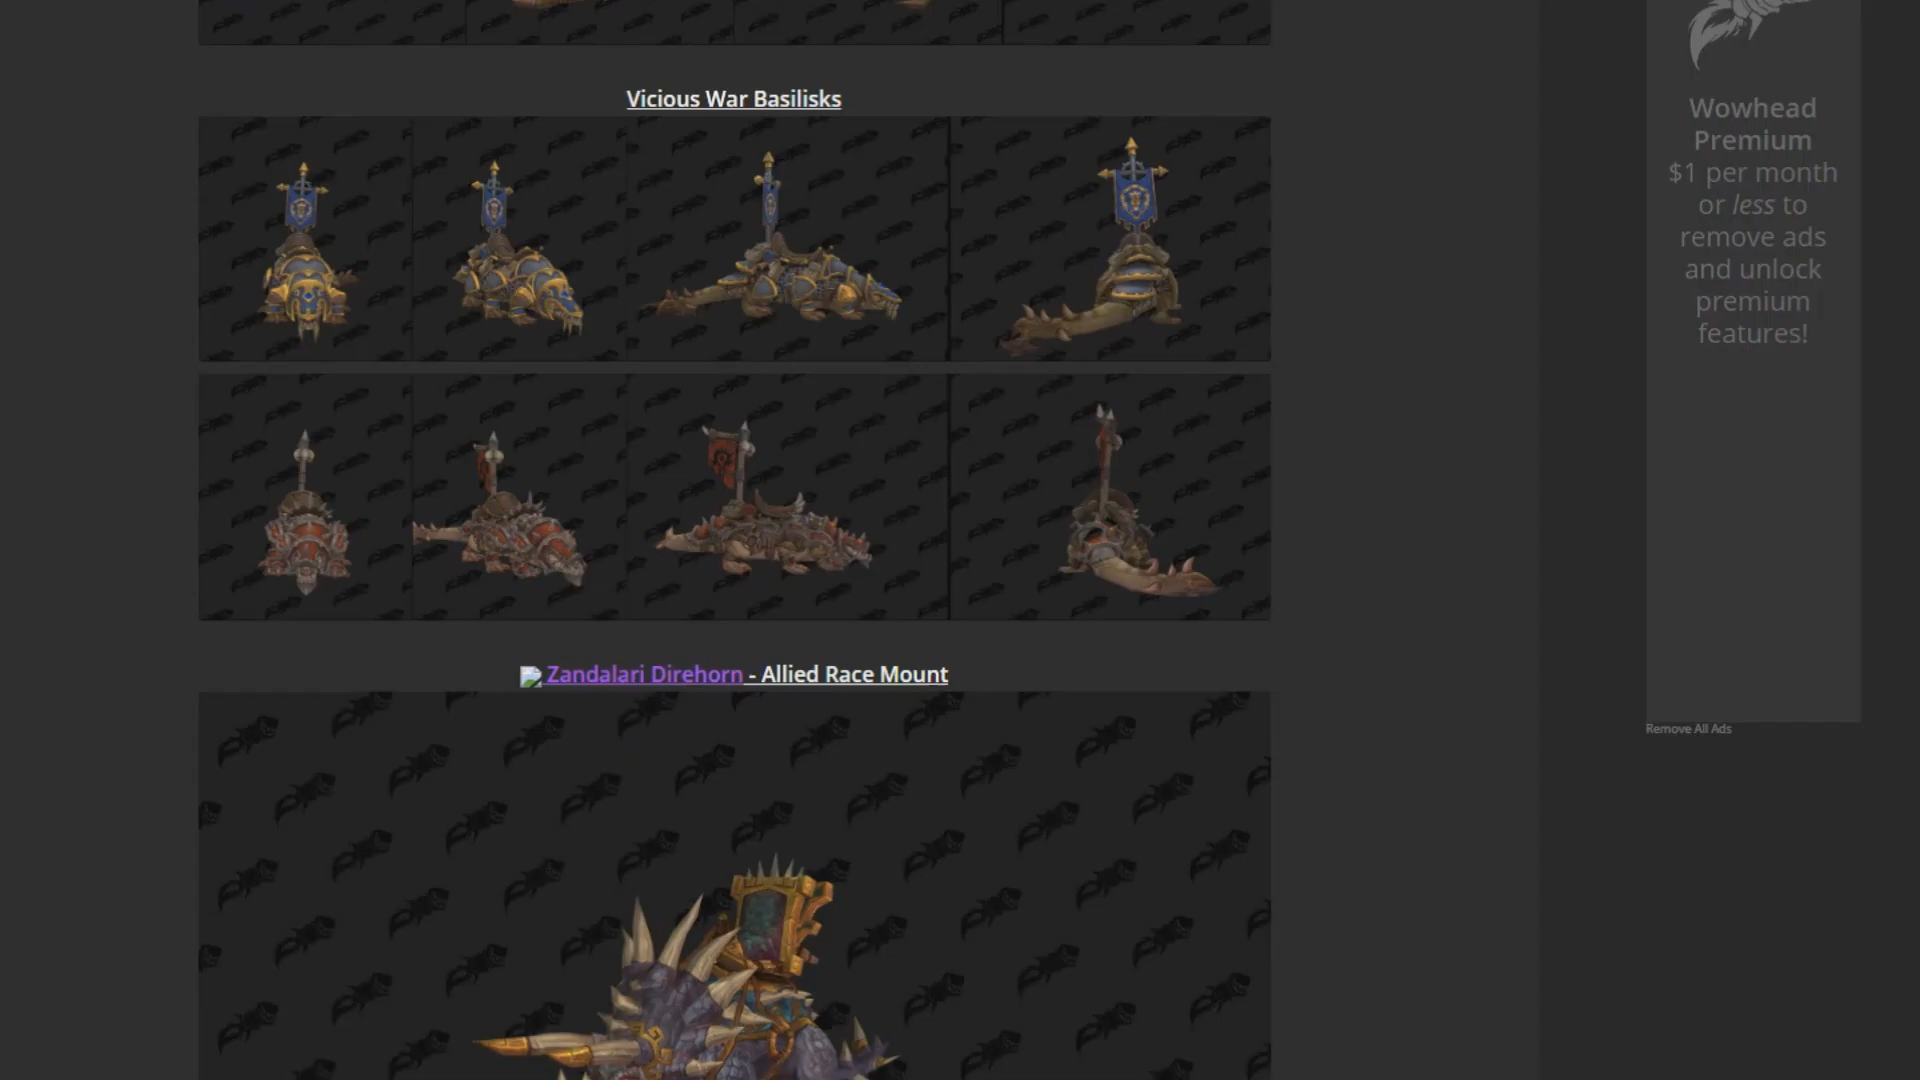 Vicious War Basilisks
Zandalari Direhorn - Allied Race Mount
Wowhead
Premium
$1 per month
or less to
remove ads
and unlock
premium
features!
Remove All Ads